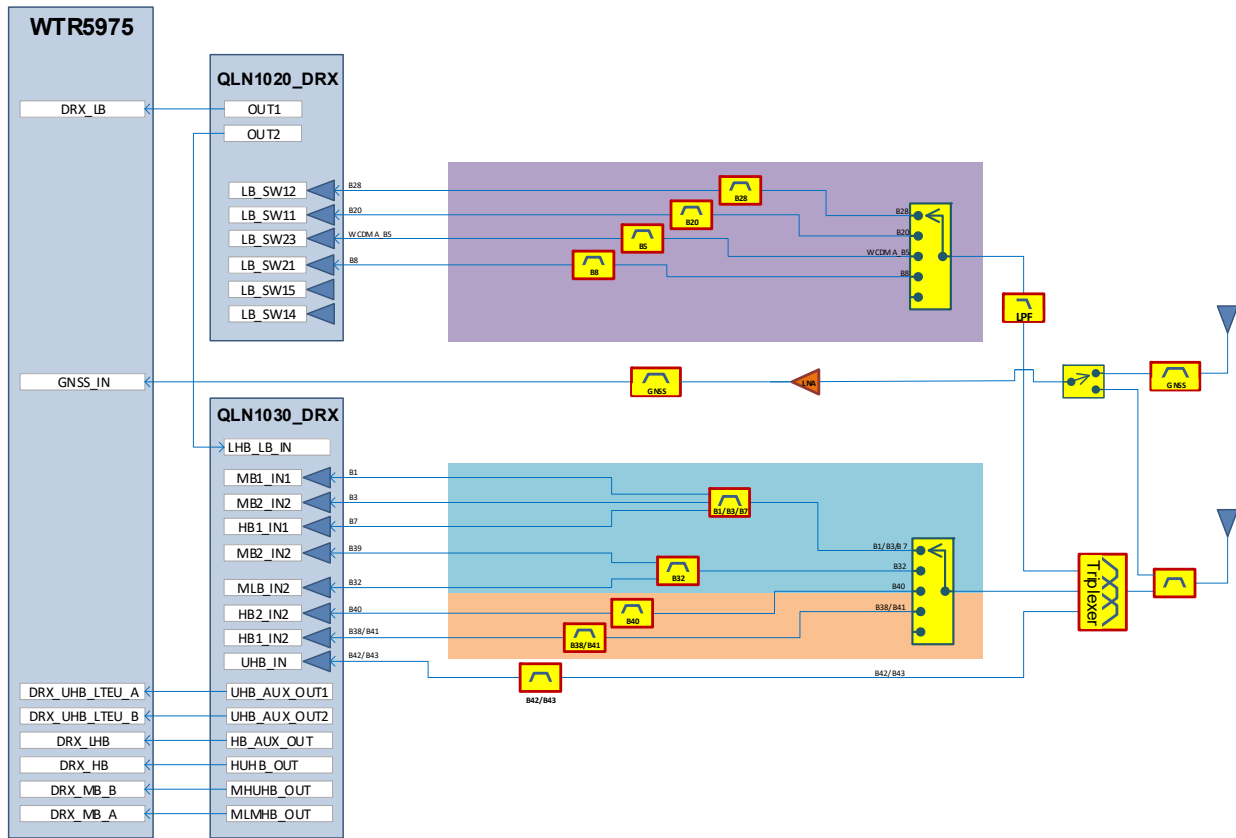 WTR5975
QLN1020_DRX
DRX_LB
OUT1
OUT2
LB_SW12
B28
B28
B28
LB_SW11
B20
B20
B20
LB_SW23
WCDMA_B5
B5
WCDMA_B5
LB_SW21
B8
B8
B8
LB_SW15
LB_SW14
LPF
GNSS_IN
GNSS
LNA
GNSS
QLN1030_DRX
LHB_LB_IN
MB1_IN1
B1
MB2_IN2
B3
B1/B3/B7
HB1_IN1
B7
MB2_IN2
B39
B1/B3/B7
MLB_IN2
B32
B32
B32
HB2_IN2
B40
B40
B40
HB1_IN2
B38/B41
B38/B41
B38/B41
Triplexer
UHB_IN
B42/B43
B42/B43
B42/B43
DRX_UHB_LTEU_A
UHB_AUX_OUT1
DRX_UHB_LTEU_B
UHB_AUX_OUT2
DRX_LHB
HB_AUX_OUT
DRX_HB
HUHB_OUT
DRX_MB_B
MHUHB_OUT
DRX_MB_A
MLMHB_OUT